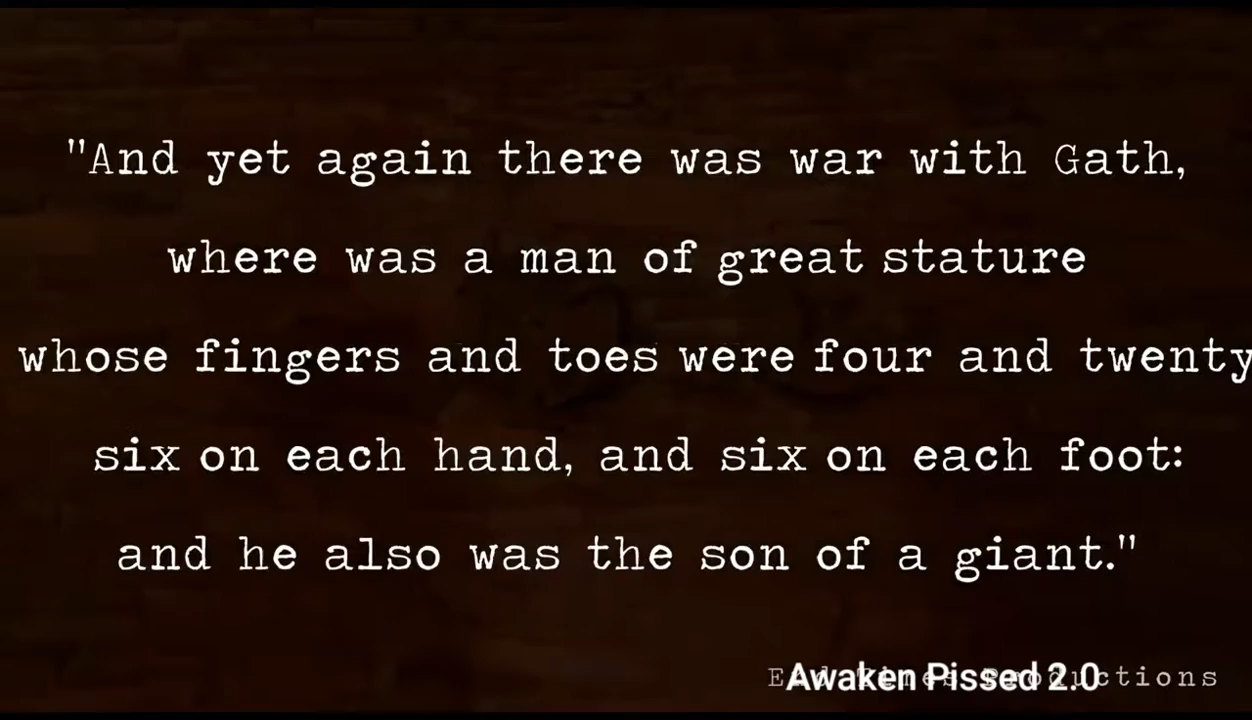 "And yet again there was war with Gath,
where was a man of great stature
whose fingers and toes were four and twenty
six on each hand, and six on each foot:
and he also was the son of a giant."
Awaken Pissed 2.0